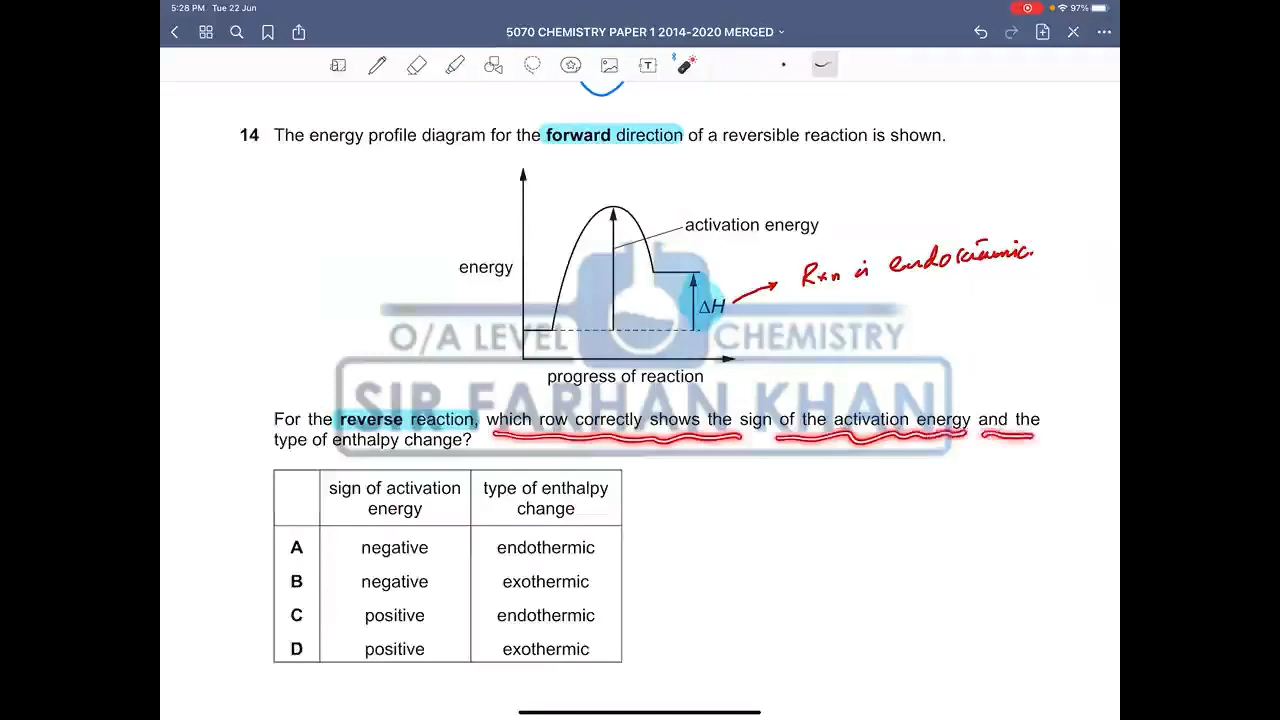 5:28 PM Tue 22 Jun
97%
5070 CHEMISTRY PAPER 1 2014-2020 MERGED
T
14 The energy profile diagram for the forward direction of a reversible reaction is shown.
activation energy
energy
Rxn is endothermic.
ΔH
O/A LEVEL CHEMISTRY
progress of reaction
SIR FARHAN KHAN
For the reverse reaction, which row correctly shows the sign of the activation energy and the
type of enthalpy change?
sign of activation energy type of enthalpy change
A negative endothermic
B negative exothermic
C positive endothermic
D positive exothermic